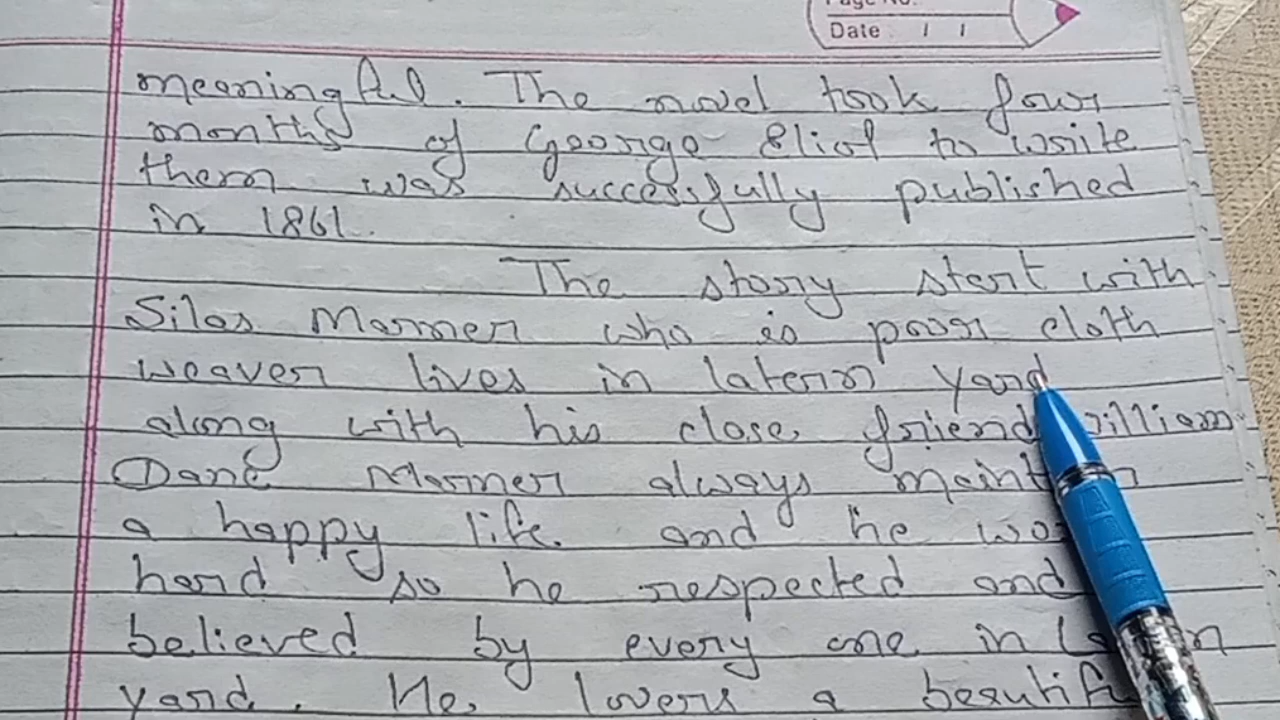 Page No.
Date / /
meaningful. The novel took four
months of George Eliot to write
them was successfully published
in 1861.
The story start with
Silas Marner who is poor cloth
weaver lives in latern yard
along with his close friend William
Dane Marner always maintain
a happy life. and he
hard so he respected and
believed by every one in
yard. He lovers a